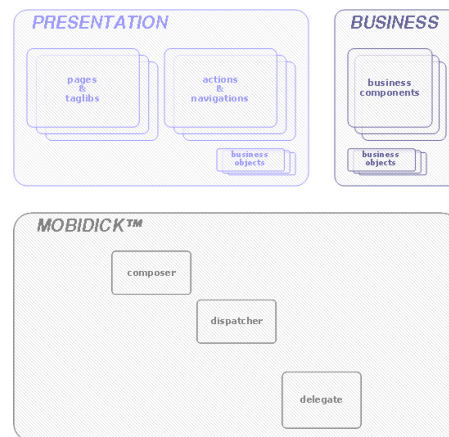 PRESENTATION
pages
&
taglibs
actions
&
navigations
business
objects
BUSINESS
business
components
business
objects
MOBIDICK™
composer
dispatcher
delegate